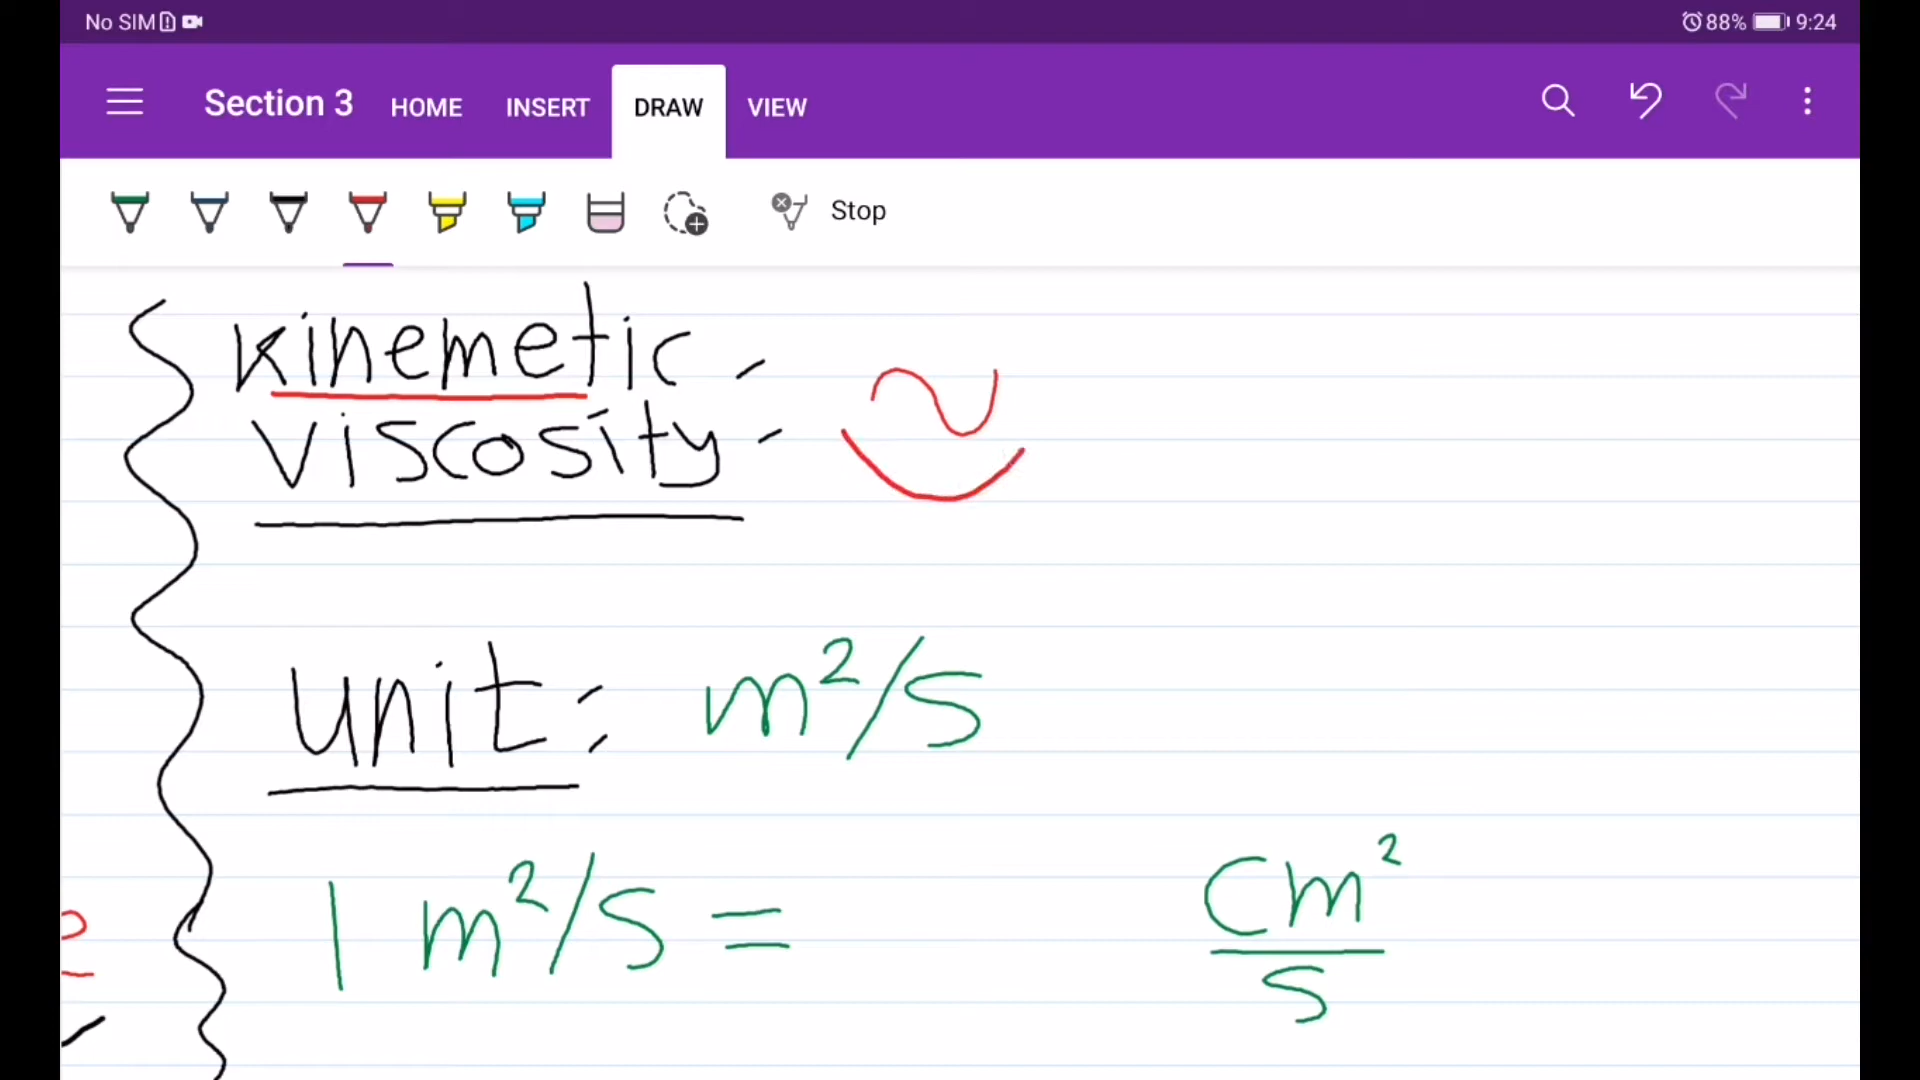 No SIM
88% 9:24
Section 3 HOME INSERT DRAW VIEW
Stop
kinemetic -
viscosity -
unit: m²/s
1 m²/s = cm²/s